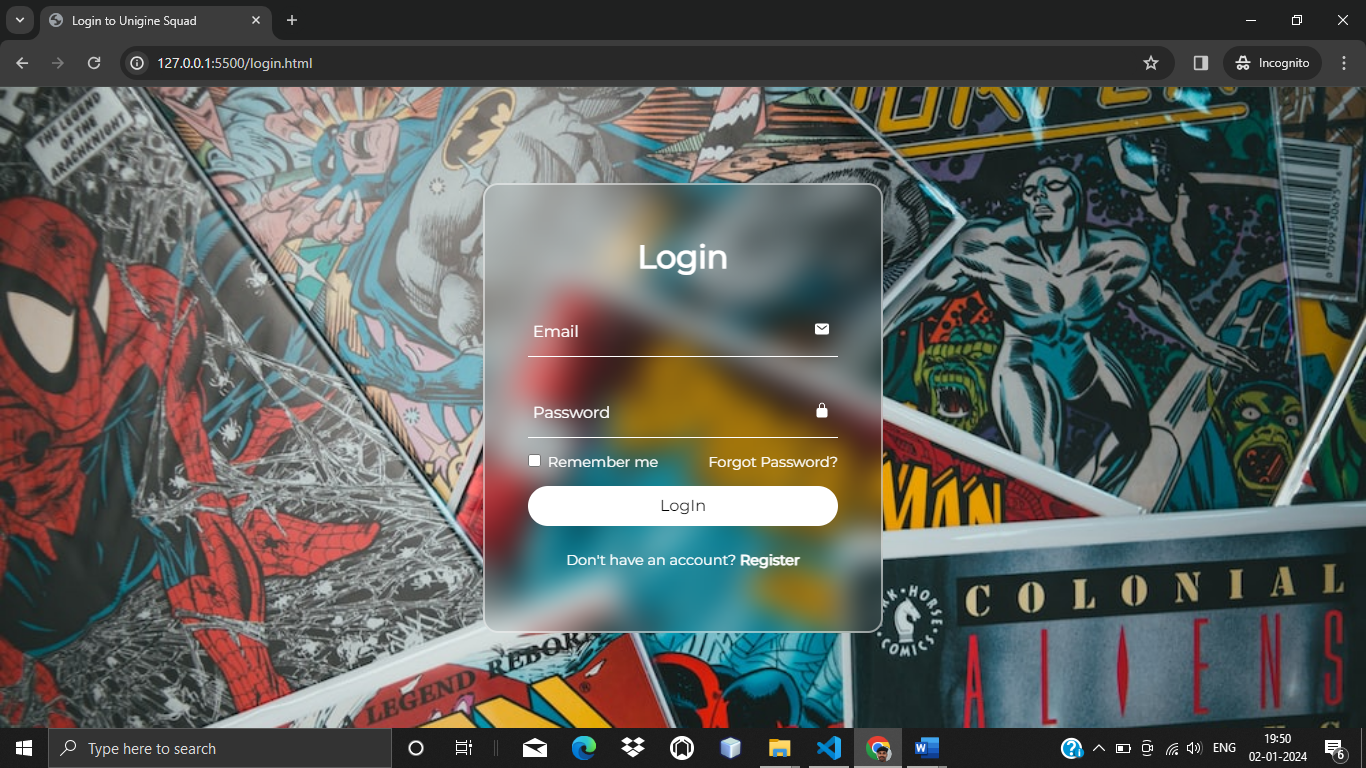 Login to Unigine Squad
127.0.0.1:5500/login.html
Incognito
THE LEGEND
OF THE
ARACHKNIGHT
Login
Email
Password
Remember me
Forgot Password?
LogIn
Don't have an account? Register
MAN
COLONIAL
ALIENS
HORSE
COMICS
LEGEND REBORN
®
Type here to search
ENG
19:50
02-01-2024
6